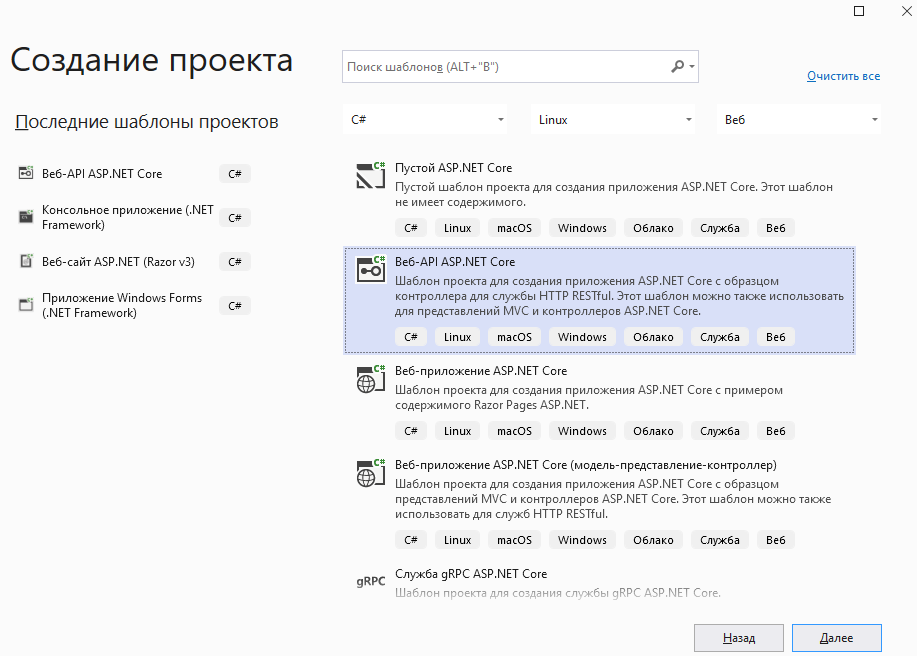 Создание проекта
Поиск шаблонов (ALT+"B")
Очистить все
Последние шаблоны проектов
C#
Linux
Веб
Веб-API ASP.NET Core
C#
Консольное приложение (.NET
Framework)
C#
Веб-сайт ASP.NET (Razor v3)
C#
Приложение Windows Forms
(.NET Framework)
C#
C#
Пустой ASP.NET Core
Пустой шаблон проекта для создания приложения ASP.NET Core. Этот шаблон
не имеет содержимого.
C# Linux macOS Windows Облако Служба Веб
C#
Веб-API ASP.NET Core
Шаблон проекта для создания приложения ASP.NET Core с образцом
контроллера для службы HTTP RESTful. Этот шаблон можно также использовать
для представлений MVC и контроллеров ASP.NET Core.
C# Linux macOS Windows Облако Служба Веб
C#
Веб-приложение ASP.NET Core
Шаблон проекта для создания приложения ASP.NET Core с примером
содержимого Razor Pages ASP.NET.
C# Linux macOS Windows Облако Служба Веб
C#
Веб-приложение ASP.NET Core (модель-представление-контроллер)
Шаблон проекта для создания приложения ASP.NET Core с образцом
представлений MVC и контроллеров ASP.NET Core. Этот шаблон можно также
использовать для служб HTTP RESTful.
C# Linux macOS Windows Облако Служба Веб
gRPC
Служба gRPC ASP.NET Core
Шаблон проекта для создания службы gRPC ASP.NET Core.
Назад
Далее